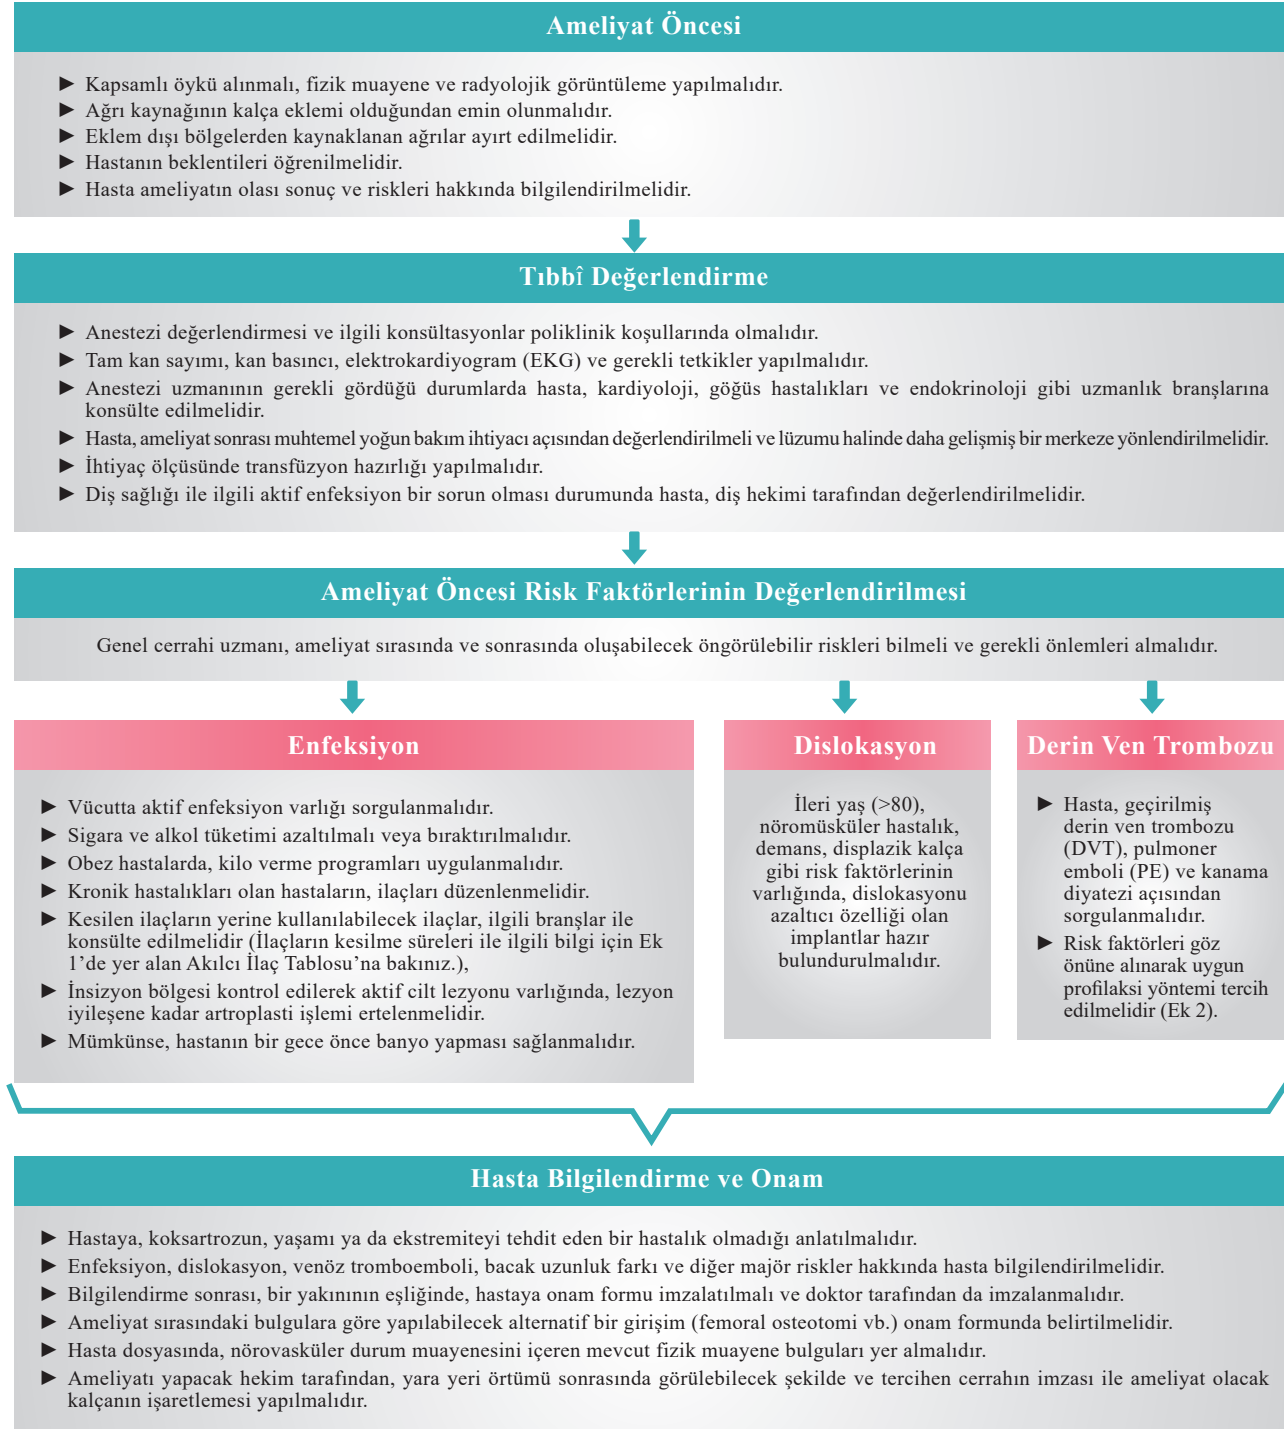 Ameliyat Öncesi
► Kapsamlı öykü alınmalı, fizik muayene ve radyolojik görüntüleme yapılmalıdır.
► Ağrı kaynağının kalça eklemi olduğundan emin olunmalıdır.
► Eklem dışı bölgelerden kaynaklanan ağrılar ayırt edilmelidir.
► Hastanın beklentileri öğrenilmelidir.
► Hasta ameliyatın olası sonuç ve riskleri hakkında bilgilendirilmelidir.
Tıbbî Değerlendirme
► Anestezi değerlendirmesi ve ilgili konsültasyonlar poliklinik koşullarında olmalıdır.
► Tam kan sayımı, kan basıncı, elektrokardiyogram (EKG) ve gerekli tetkikler yapılmalıdır.
► Anestezi uzmanının gerekli gördüğü durumlarda hasta, kardiyoloji, göğüs hastalıkları ve endokrinoloji gibi uzmanlık branşlarına
konsülte edilmelidir.
► Hasta, ameliyat sonrası muhtemel yoğun bakım ihtiyacı açısından değerlendirilmeli ve lüzumu halinde daha gelişmiş bir merkeze yönlendirilmelidir.
► İhtiyaç ölçüsünde transfüzyon hazırlığı yapılmalıdır.
► Diş sağlığı ile ilgili aktif enfeksiyon bir sorun olması durumunda hasta, diş hekimi tarafından değerlendirilmelidir.
Ameliyat Öncesi Risk Faktörlerinin Değerlendirilmesi
Genel cerrahi uzmanı, ameliyat sırasında ve sonrasında oluşabilecek öngörülebilir riskleri bilmeli ve gerekli önlemleri almalıdır.
Enfeksiyon
► Vücutta aktif enfeksiyon varlığı sorgulanmalıdır.
► Sigara ve alkol tüketimi azaltılmalı veya bıraktırılmalıdır.
► Obez hastalarda, kilo verme programları uygulanmalıdır.
► Kronik hastalıkları olan hastaların, ilaçları düzenlenmelidir.
► Kesilen ilaçların yerine kullanılabilecek ilaçlar, ilgili branşlar ile
konsülte edilmelidir (İlaçların kesilme süreleri ile ilgili bilgi için Ek
1’de yer alan Akılcı İlaç Tablosu’na bakınız.),
► İnsizyon bölgesi kontrol edilerek aktif cilt lezyonu varlığında, lezyon
iyileşene kadar artroplasti işlemi ertelenmelidir.
► Mümkünse, hastanın bir gece önce banyo yapması sağlanmalıdır.
Dislokasyon
İleri yaş (>80),
nöromüsküler hastalık,
demans, displazik kalça
gibi risk faktörlerinin
varlığında, dislokasyonu
azaltıcı özelliği olan
implantlar hazır
bulundurulmalıdır.
Derin Ven Trombozu
► Hasta, geçirilmiş
derin ven trombozu
(DVT), pulmoner
emboli (PE) ve kanama
diyatezi açısından
sorgulanmalıdır.
► Risk faktörleri göz
önüne alınarak uygun
profilaksi yöntemi tercih
edilmelidir (Ek 2).
Hasta Bilgilendirme ve Onam
► Hastaya, koksartrozun, yaşamı ya da ekstremiteyi tehdit eden bir hastalık olmadığı anlatılmalıdır.
► Enfeksiyon, dislokasyon, venöz tromboemboli, bacak uzunluk farkı ve diğer majör riskler hakkında hasta bilgilendirilmelidir.
► Bilgilendirme sonrası, bir yakınının eşliğinde, hastaya onam formu imzalatılmalı ve doktor tarafından da imzalanmalıdır.
► Ameliyat sırasındaki bulgulara göre yapılabilecek alternatif bir girişim (femoral osteotomi vb.) onam formunda belirtilmelidir.
► Hasta dosyasında, nörovasküler durum muayenesini içeren mevcut fizik muayene bulguları yer almalıdır.
► Ameliyatı yapacak hekim tarafından, yara yeri örtümü sonrasında görülebilecek şekilde ve tercihen cerrahın imzası ile ameliyat olacak
kalçanın işaretlemesi yapılmalıdır.